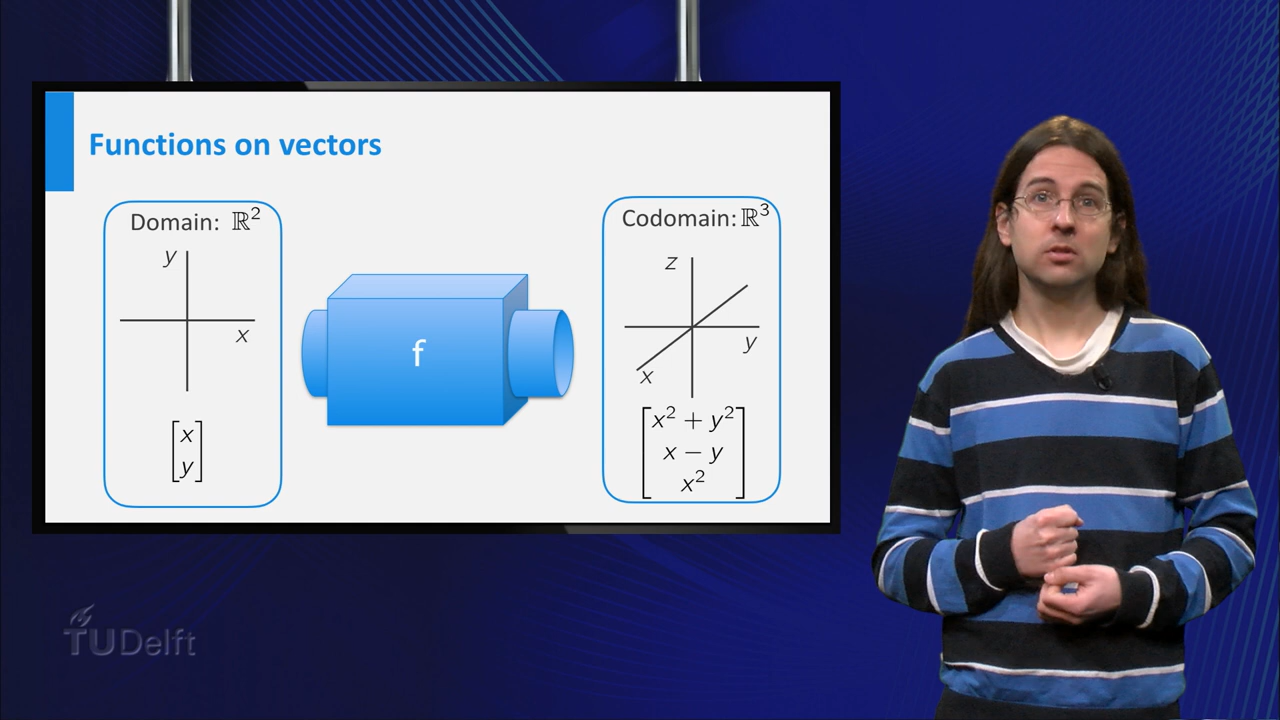 Functions on vectors
Domain: ℝ²
y
x
[x
y]
f
Codomain: ℝ³
z
y
x
[x² + y²
x − y
x²]
TUDelft